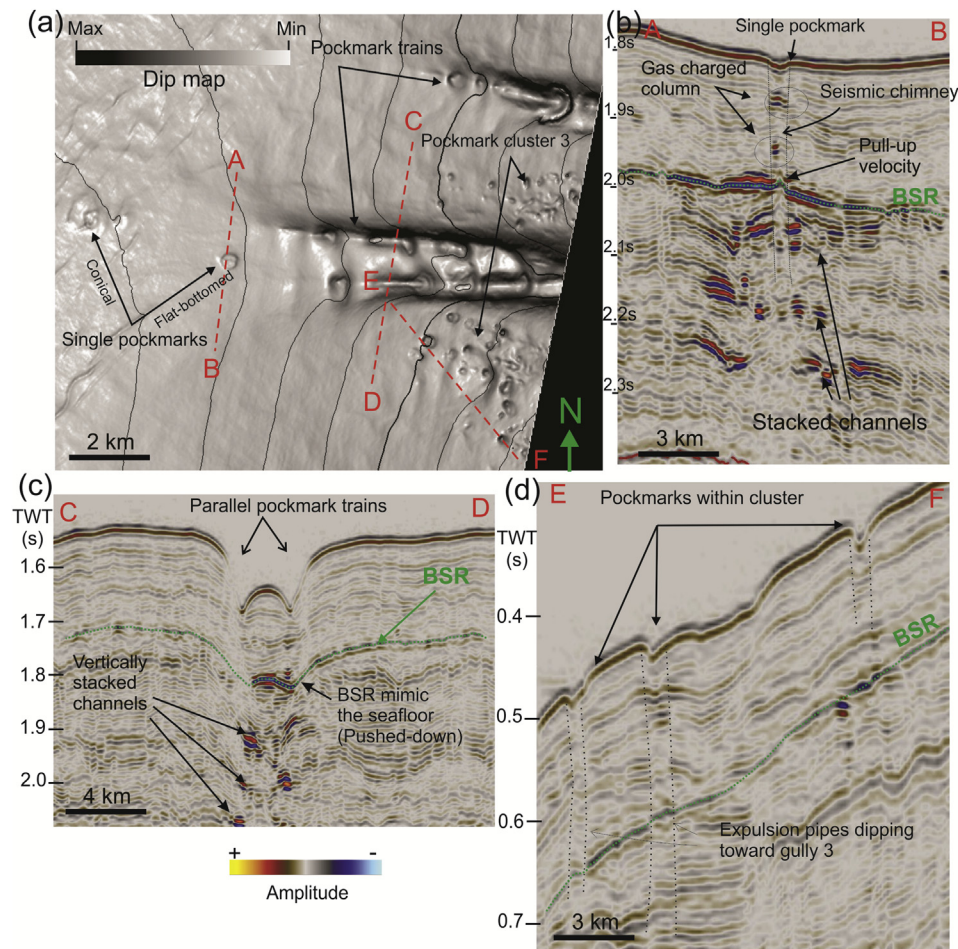 (a)
Max
Min
Dip map
Pockmark trains
C
Pockmark cluster 3
A
E
Conical
Flat-bottomed
Single pockmarks
B
D
2 km
N
F
(b)
A
Single pockmark
B
1.8s
Gas charged
column
Seismic chimney
1.9s
Pull-up
velocity
2.0s
BSR
2.1s
2.2s
2.3s
Stacked channels
3 km
(c)
C
Parallel pockmark trains
D
TWT
(s)
1.6
BSR
1.7
Vertically
stacked
channels
1.8
BSR mimic
the seafloor
(Pushed-down)
1.9
2.0
4 km
+
-
Amplitude
(d)
E
Pockmarks within cluster
F
TWT
(s)
0.4
BSR
0.5
0.6
Expulsion pipes dipping
toward gully 3
0.7
3 km